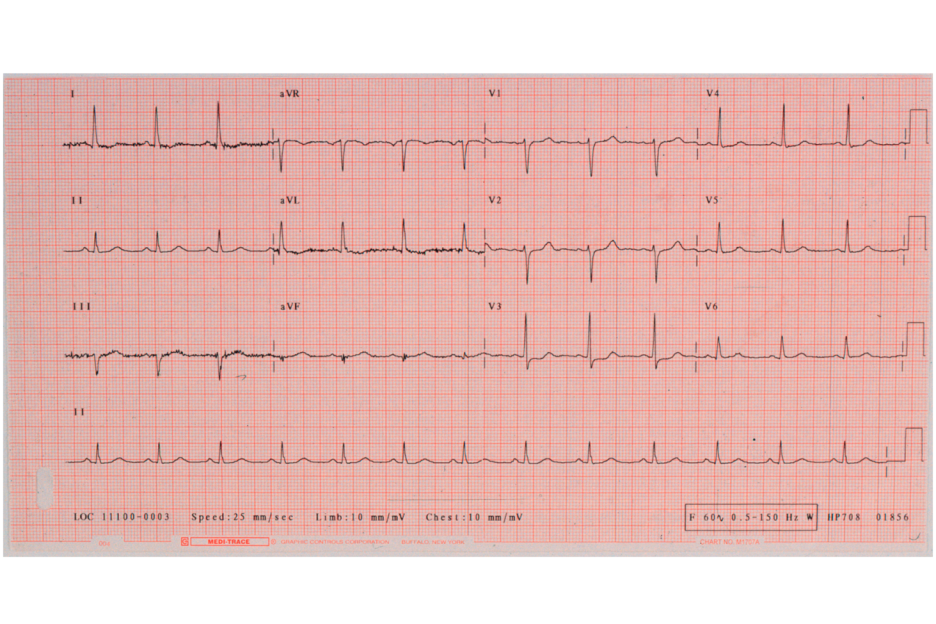 I aVR V1 V4
II aVL V2 V5
III aVF V3 V6
II
LOC 11100-0003 Speed:25 mm/sec Limb:10 mm/mV Chest:10 mm/mV F 60∿ 0.5-150 Hz W HP708 01856
MEDI-TRACE GRAPHIC CONTROLS CORPORATION BUFFALO, NEW YORK CHART NO.